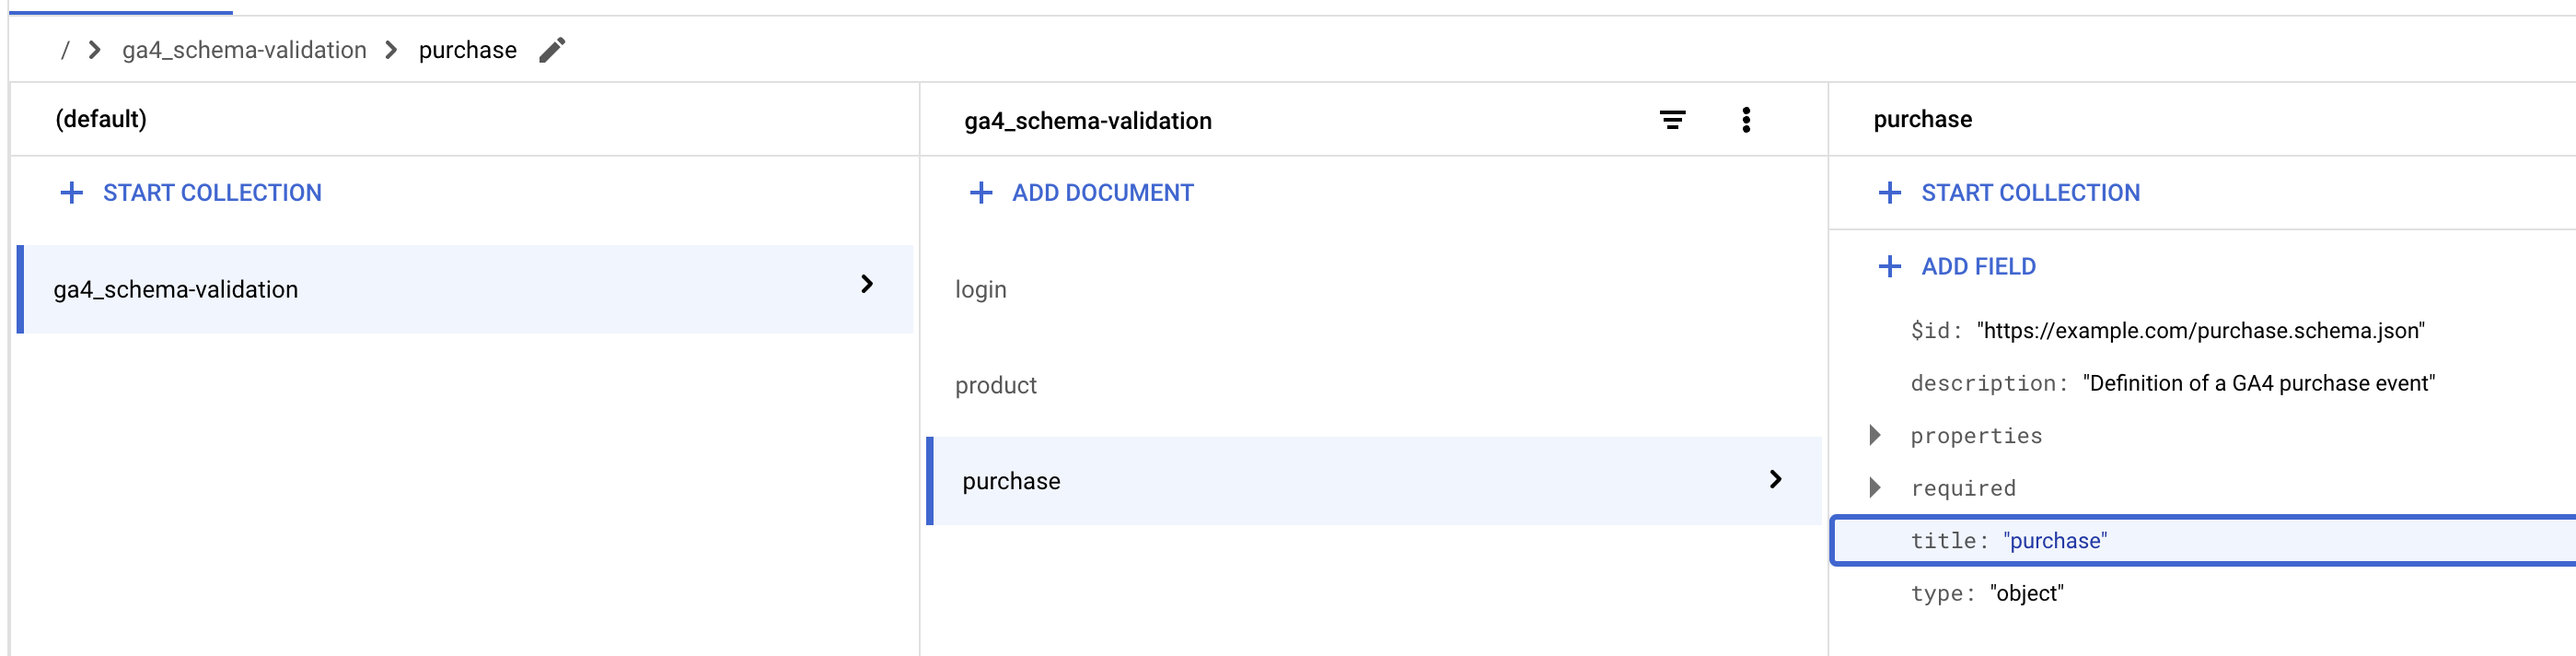 / > ga4_schema-validation > purchase
(default)
ga4_schema-validation
purchase
+ START COLLECTION
+ ADD DOCUMENT
+ START COLLECTION
ga4_schema-validation
login
product
purchase
+ ADD FIELD
$id: "https://example.com/purchase.schema.json"
description: "Definition of a GA4 purchase event"
properties
required
title: "purchase"
type: "object"